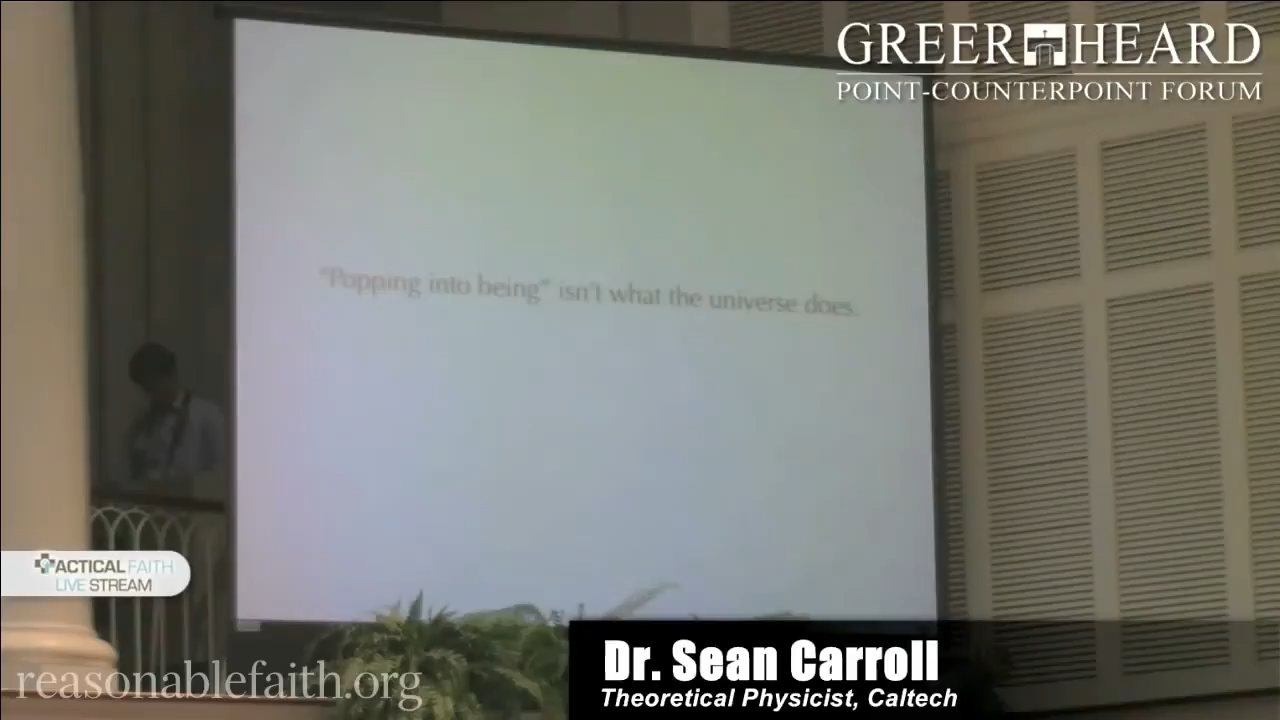 GREER HEARD
POINT-COUNTERPOINT FORUM
"Popping into being" isn't what the universe does.
TACTICAL FAITH
LIVE STREAM
Dr. Sean Carroll
Theoretical Physicist, Caltech
reasonablefaith.org